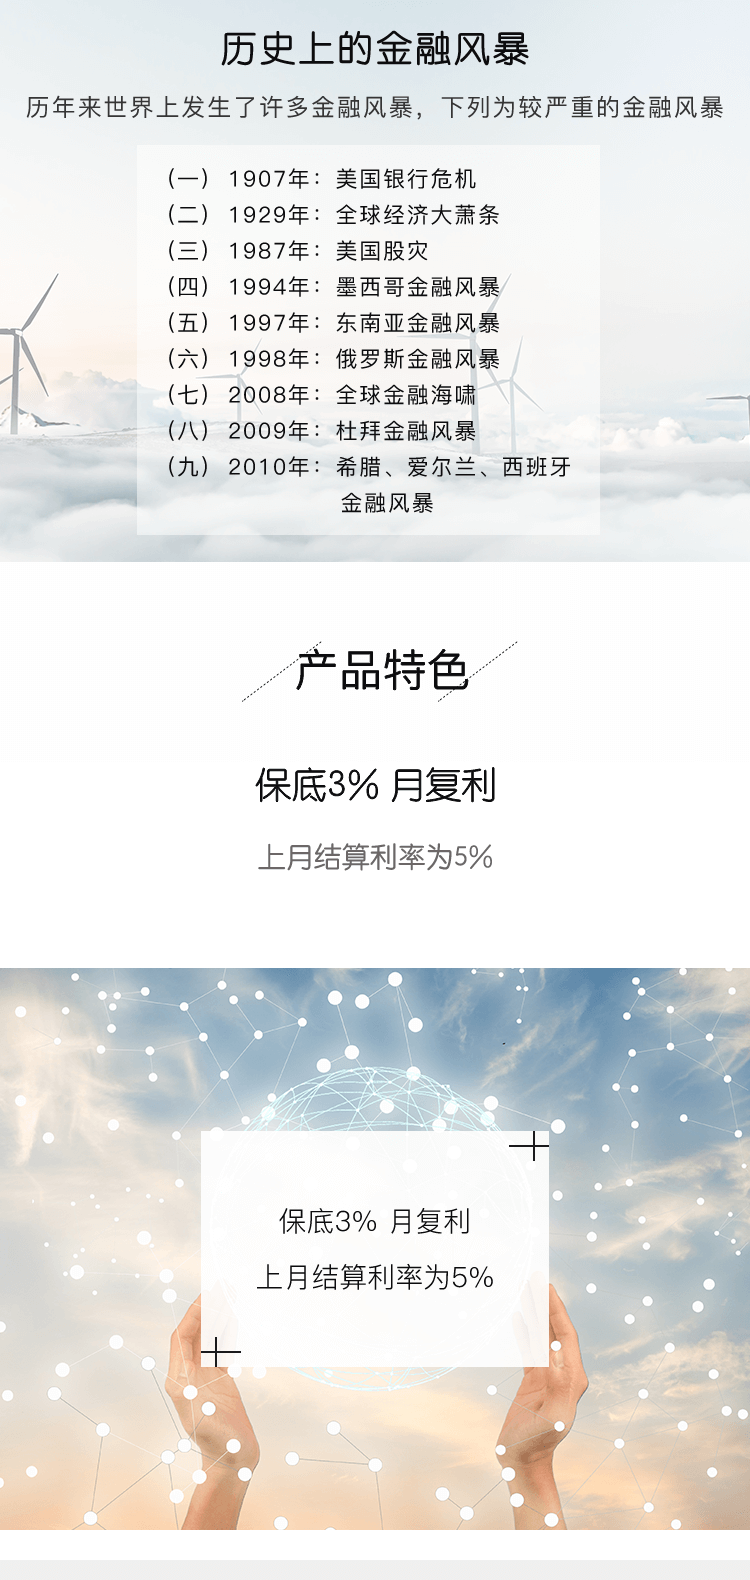 历史上的金融风暴
历年来世界上发生了许多金融风暴，下列为较严重的金融风暴
（一） 1907年：美国银行危机
（二） 1929年：全球经济大萧条
（三） 1987年：美国股灾
（四） 1994年：墨西哥金融风暴
（五） 1997年：东南亚金融风暴
（六） 1998年：俄罗斯金融风暴
（七） 2008年：全球金融海啸
（八） 2009年：杜拜金融风暴
（九） 2010年：希腊、爱尔兰、西班牙
金融风暴
产品特色
保底3% 月复利
上月结算利率为5%
保底3% 月复利
上月结算利率为5%